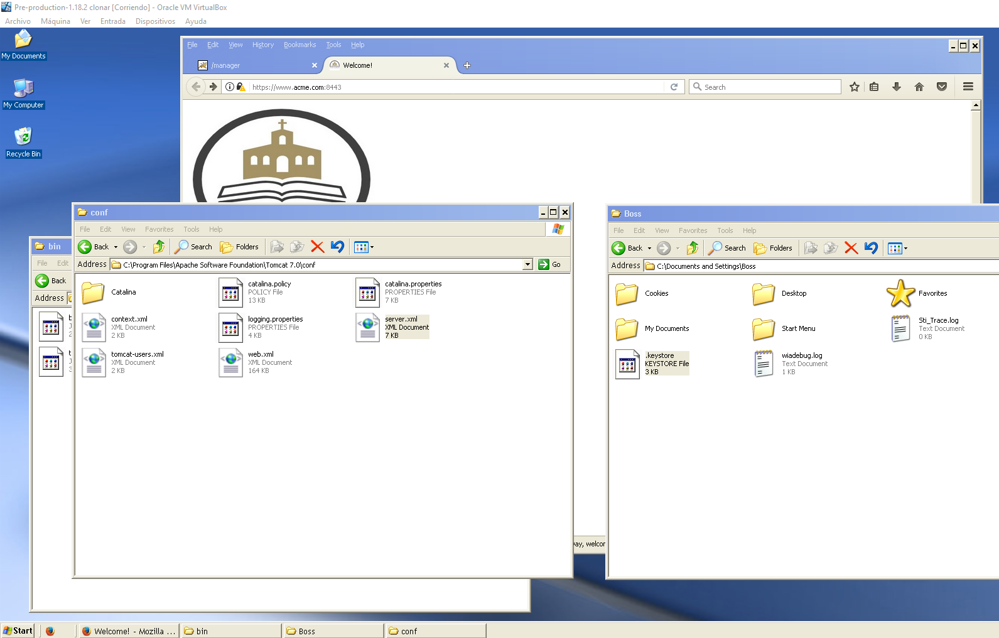 Pre-production-1.18.2 clonar [Corriendo] - Oracle VM VirtualBox
Archivo Máquina Ver Entrada Dispositivos Ayuda
My Documents
My Computer
Recycle Bin
File Edit View History Bookmarks Tools Help
/manager Welcome!
https://www.acme.com:8443 Search
conf
File Edit View Favorites Tools Help
Back Search Folders
Address C:\Program Files\Apache Software Foundation\Tomcat 7.0\conf Go
Catalina
catalina.policy
POLICY File
13 KB
catalina.properties
PROPERTIES File
7 KB
context.xml
XML Document
2 KB
logging.properties
PROPERTIES File
4 KB
server.xml
XML Document
7 KB
tomcat-users.xml
XML Document
2 KB
web.xml
XML Document
164 KB
bin
File Edit
Back
Address
Boss
File Edit View Favorites Tools Help
Back Search Folders
Address C:\Documents and Settings\Boss
Cookies
Desktop
Favorites
My Documents
Start Menu
Sti_Trace.log
Text Document
0 KB
.keystore
KEYSTORE File
3 KB
wiadebug.log
Text Document
1 KB
ay, welcom
Start Welcome! - Mozilla ... bin Boss conf